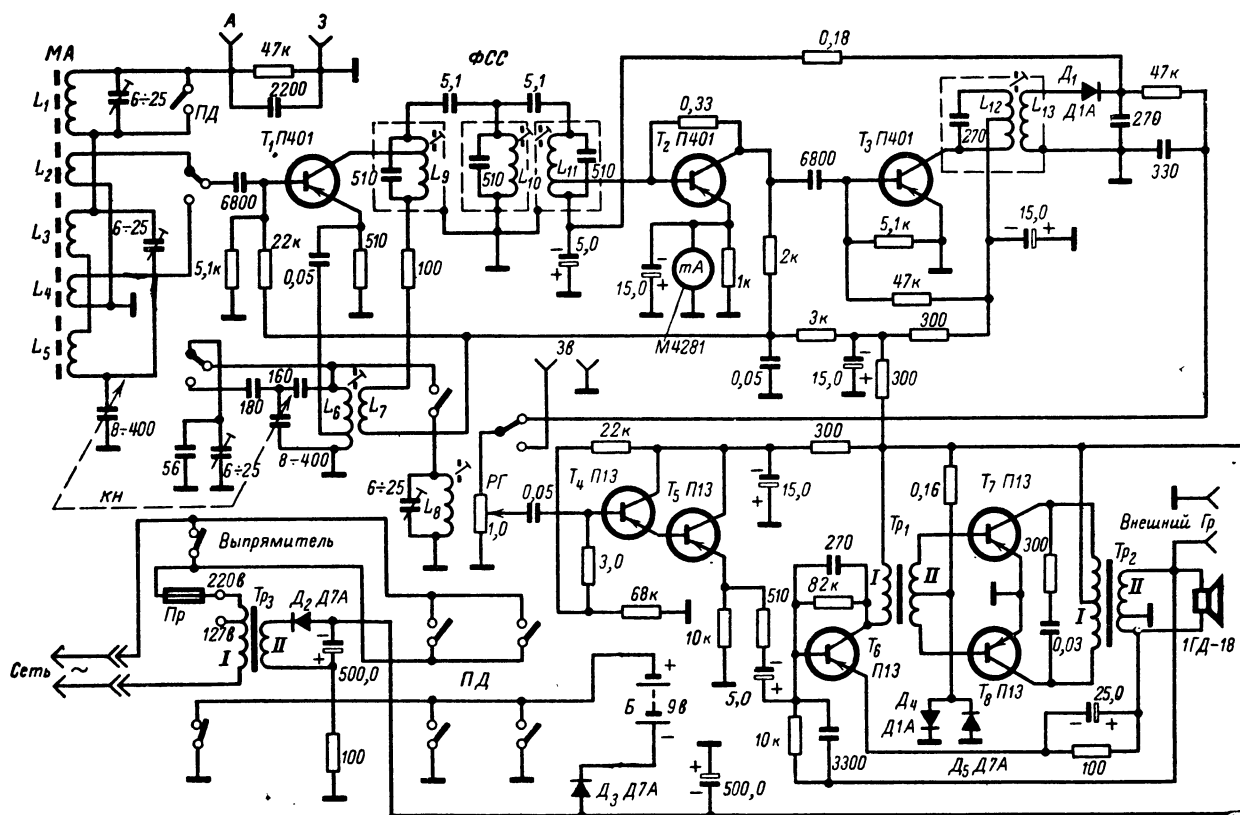 А
З
МА
47к
2200
ФСС
0,18
L₁
6÷25
ПД
5,1
5,1
0,33
Д₁
Д1А
47к
L₂
T₁ П401
T₂ П401
T₃ П401
L₁₂
L₁₃
270
270
330
6800
510
L₉
510
L₁₀
L₁₁
510
6800
L₃
6÷25
5,1к
22к
0,05
510
100
5,0
15,0
mA
1к
2к
5,1к
15,0
47к
L₄
М4281
3к
300
L₅
Зв
0,05
15,0
300
180
160
L₆
L₇
8÷400
8÷400
56
6÷25
КН
6÷25
L₈
РГ
1,0
0,05
22к
T₄ П13
T₅ П13
300
15,0
0,16
T₇ П13
Внешний Гр
Тр₁
270
82к
I
II
300
0,03
Тр₂
I
II
1ГД-18
3,0
68к
10к
510
5,0
T₆
П13
T₈ П13
Выпрямитель
220в
Пр
127в
Тр₃
I
II
Д₂ Д7А
500,0
Сеть
~
ПД
100
Б
9в
Д₃ Д7А
500,0
10к
3300
Д₄
Д1А
Д₅ Д7А
25,0
100